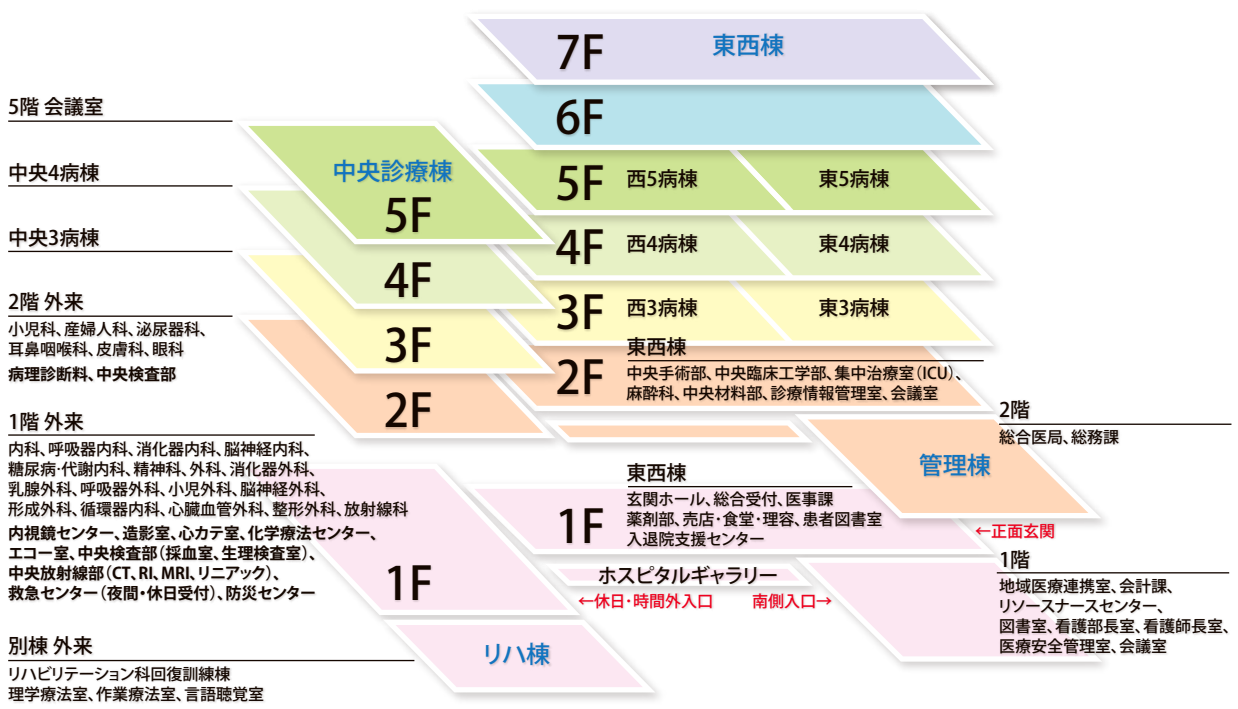 7F
東西棟
6F
5階 会議室
中央診療棟
5F
5F
西5病棟
東5病棟
中央4病棟
4F
4F
西4病棟
東4病棟
中央3病棟
3F
3F
西3病棟
東3病棟
2階 外来
小児科、産婦人科、泌尿器科、
耳鼻咽喉科、皮膚科、眼科
病理診断料、中央検査部
2F
2F
東西棟
中央手術部、中央臨床工学部、集中治療室(ICU)、
麻酔科、中央材料部、診療情報管理室、会議室
2階
総合医局、総務課
管理棟
1階 外来
内科、呼吸器内科、消化器内科、脳神経内科、
糖尿病・代謝内科、精神科、外科、消化器外科、
乳腺外科、呼吸器外科、小児外科、脳神経外科、
形成外科、循環器内科、心臓血管外科、整形外科、放射線科
内視鏡センター、造影室、心カテ室、化学療法センター、
エコー室、中央検査部(採血室、生理検査室)、
中央放射線部(CT、RI、MRI、リニアック)、
救急センター(夜間・休日受付)、防災センター
1F
1F
東西棟
玄関ホール、総合受付、医事課
薬剤部、売店・食堂・理容、患者図書室
入退院支援センター
←正面玄関
ホスピタルギャラリー
←休日・時間外入口
南側入口→
1階
地域医療連携室、会計課、
リソースナースセンター、
図書室、看護部長室、看護師長室、
医療安全管理室、会議室
別棟 外来
リハビリテーション科回復訓練棟
理学療法室、作業療法室、言語聴覚室
リハ棟